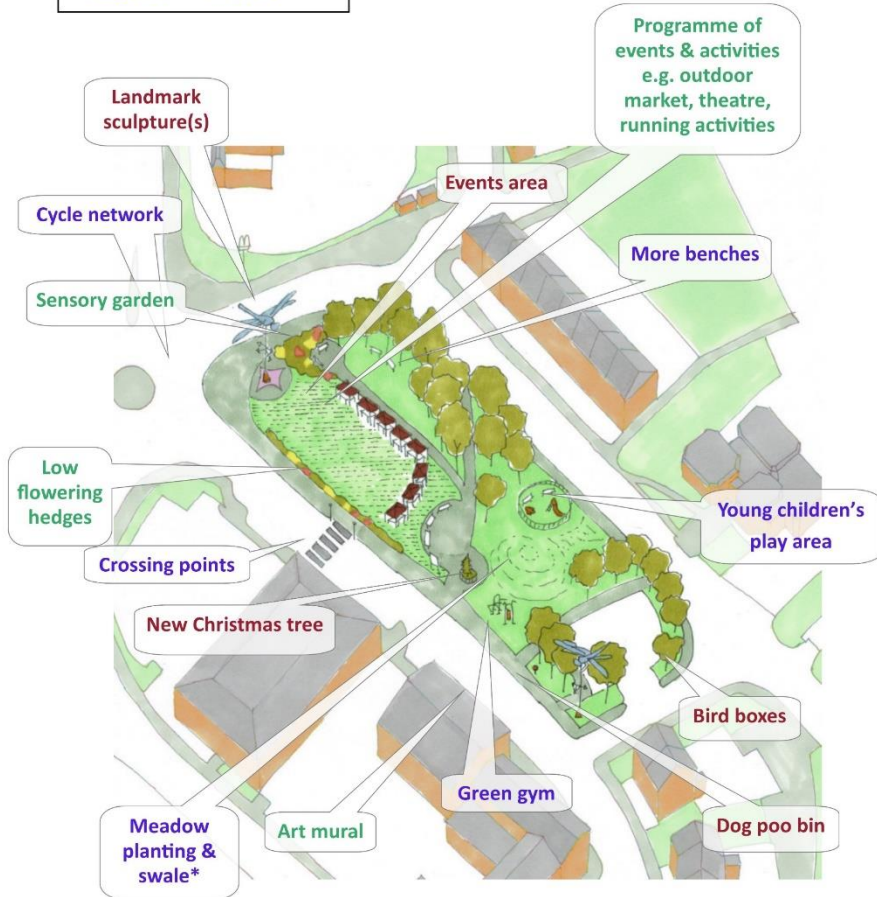 Programme of
events & activities
e.g. outdoor
market, theatre,
running activities
Landmark
sculpture(s)
Events area
Cycle network
More benches
Sensory garden
Low
flowering
hedges
Young children’s
play area
Crossing points
New Christmas tree
Bird boxes
Green gym
Meadow
planting &
swale*
Art mural
Dog poo bin